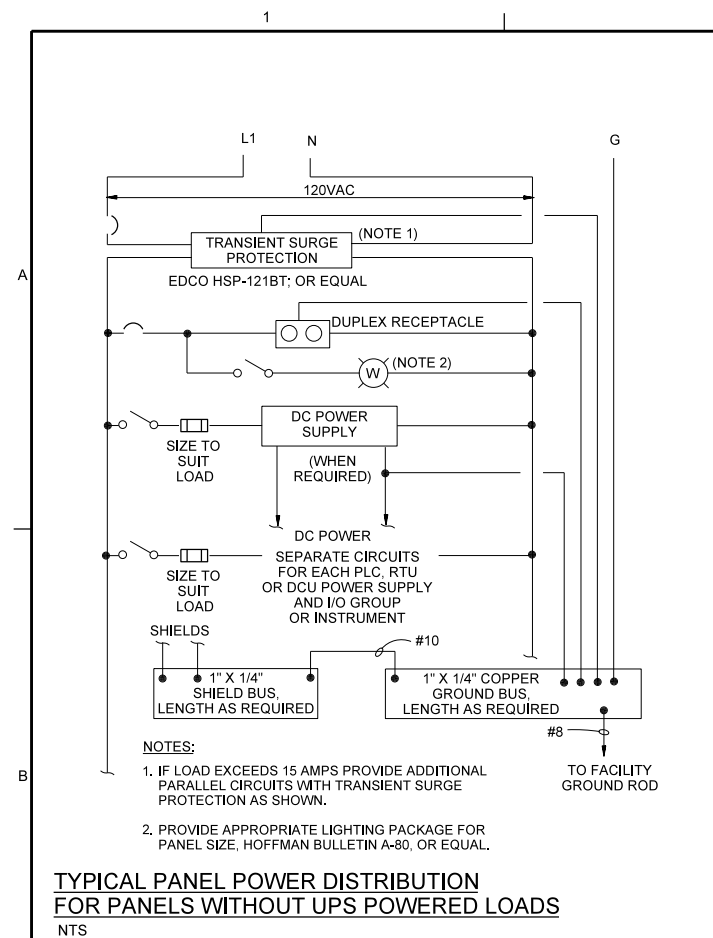 1
L1
N
G
120VAC
A
TRANSIENT SURGE
PROTECTION
(NOTE 1)
EDCO HSP-121BT; OR EQUAL
DUPLEX RECEPTACLE
W
(NOTE 2)
DC POWER
SUPPLY
SIZE TO
SUIT
LOAD
(WHEN
REQUIRED)
DC POWER
SEPARATE CIRCUITS
FOR EACH PLC, RTU
OR DCU POWER SUPPLY
AND I/O GROUP
OR INSTRUMENT
SIZE TO
SUIT
LOAD
SHIELDS
#10
1" X 1/4"
SHIELD BUS,
LENGTH AS REQUIRED
1" X 1/4" COPPER
GROUND BUS,
LENGTH AS REQUIRED
#8
TO FACILITY
GROUND ROD
B
NOTES:
1. IF LOAD EXCEEDS 15 AMPS PROVIDE ADDITIONAL
PARALLEL CIRCUITS WITH TRANSIENT SURGE
PROTECTION AS SHOWN.
2. PROVIDE APPROPRIATE LIGHTING PACKAGE FOR
PANEL SIZE, HOFFMAN BULLETIN A-80, OR EQUAL.
TYPICAL PANEL POWER DISTRIBUTION
FOR PANELS WITHOUT UPS POWERED LOADS
NTS